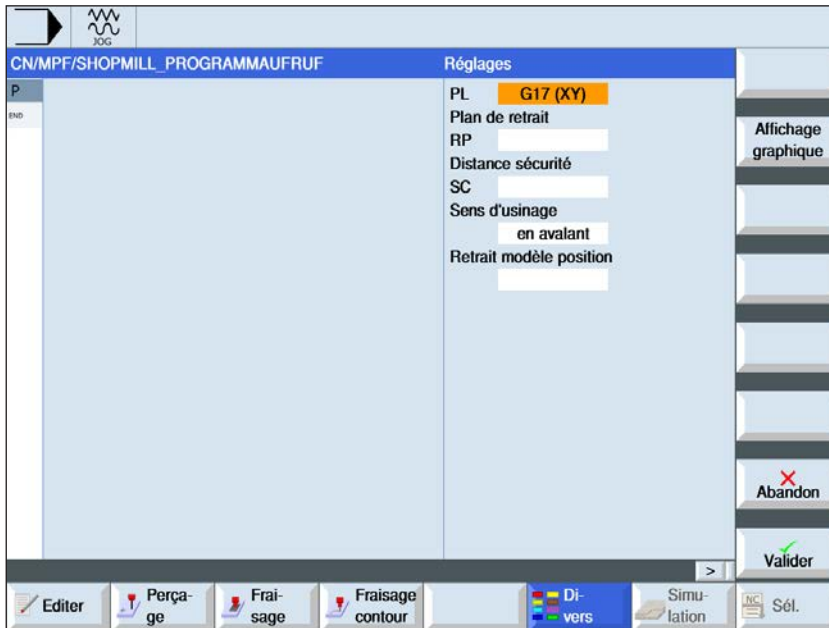 JOG
CN/MPF/SHOPMILL_PROGRAMMAUFRUF
Réglages
P
END
PL G17 (XY)
Plan de retrait
RP
Distance sécurité
SC
Sens d'usinage
en avalant
Retrait modèle position
Affichage
graphique
Abandon
Valider
>
Editer
Perça-
ge
Frai-
sage
Fraisage
contour
Di-
vers
Simu-
lation
NC
Sél.